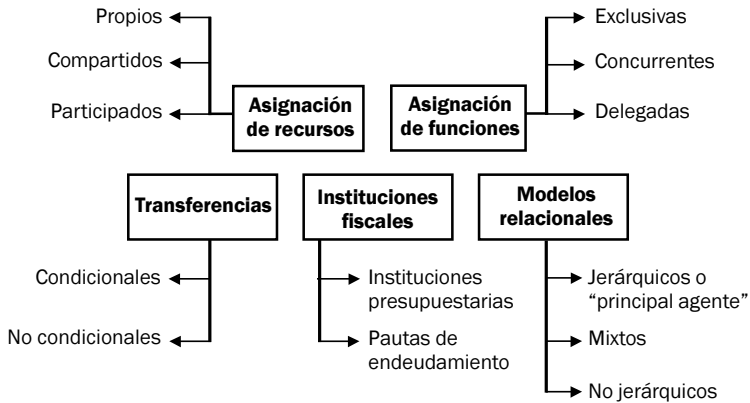 Propios
Compartidos
Participados
Asignación
de recursos
Asignación
de funciones
Exclusivas
Concurrentes
Delegadas
Transferencias
Condicionales
No condicionales
Instituciones
fiscales
Instituciones
presupuestarias
Pautas de
endeudamiento
Modelos
relacionales
Jerárquicos o
“principal agente”
Mixtos
No jerárquicos